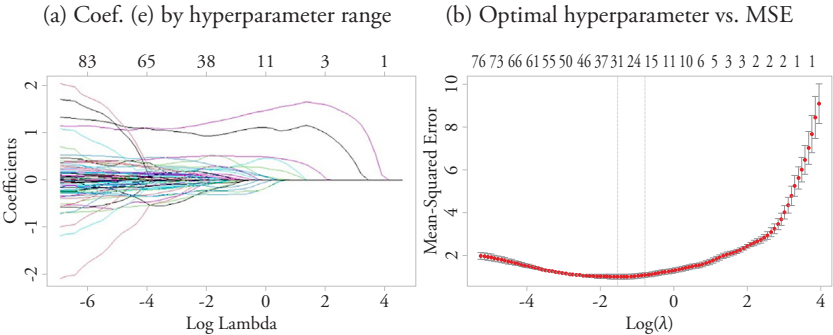 (a) Coef. (e) by hyperparameter range
83 65 38 11 3 1
2
1
0
-1
-2
Coefficients
-6 -4 -2 0 2 4
Log Lambda
(b) Optimal hyperparameter vs. MSE
76 73 66 61 55 50 46 37 31 24 15 11 10 6 5 3 3 2 2 2 1 1
10
8
6
4
2
Mean-Squared Error
-4 -2 0 2 4
Log(λ)